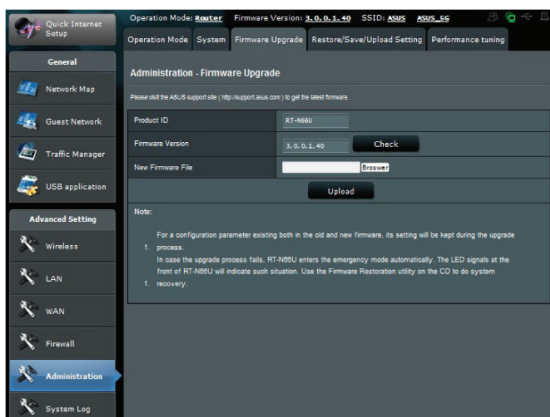 Quick Internet
Setup
Operation Mode: Router Firmware Version: 3.0.0.1.40 SSID: ASUS ASUS_5G
Operation Mode System Firmware Upgrade Restore/Save/Upload Setting Performance tuning
General
Network Map
Guest Network
Traffic Manager
USB application
Advanced Setting
Wireless
LAN
WAN
Firewall
Administration
System Log
Administration - Firmware Upgrade
Please visit the ASUS support site ( http://support.asus.com ) to get the latest firmware.
Product ID RT-N66U
Firmware Version 3.0.0.1.40 Check
New Firmware File Broswer
Upload
Note:
For a configuration parameter existing both in the old and new firmware, its setting will be kept during the upgrade
1. process.
In case the upgrade process fails, RT-N66U enters the emergency mode automatically. The LED signals at the
front of RT-N66U will indicate such situation. Use the Firmware Restoration utility on the CD to do system
1. recovery.